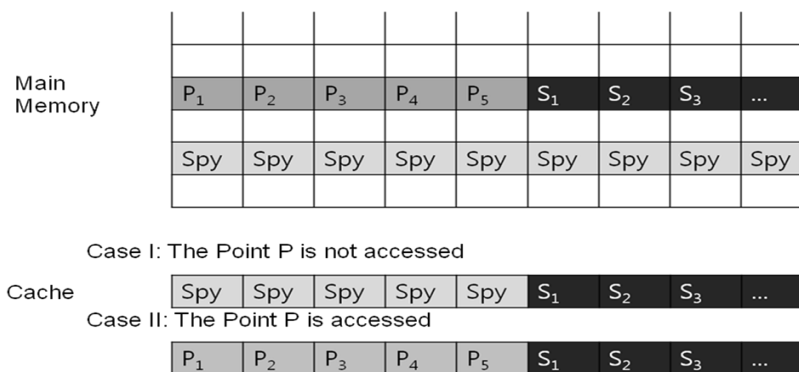 Main
Memory
P₁ P₂ P₃ P₄ P₅ S₁ S₂ S₃ ...
Spy Spy Spy Spy Spy Spy Spy Spy Spy
Case I: The Point P is not accessed
Cache
Spy Spy Spy Spy Spy S₁ S₂ S₃ ...
Case II: The Point P is accessed
P₁ P₂ P₃ P₄ P₅ S₁ S₂ S₃ ...